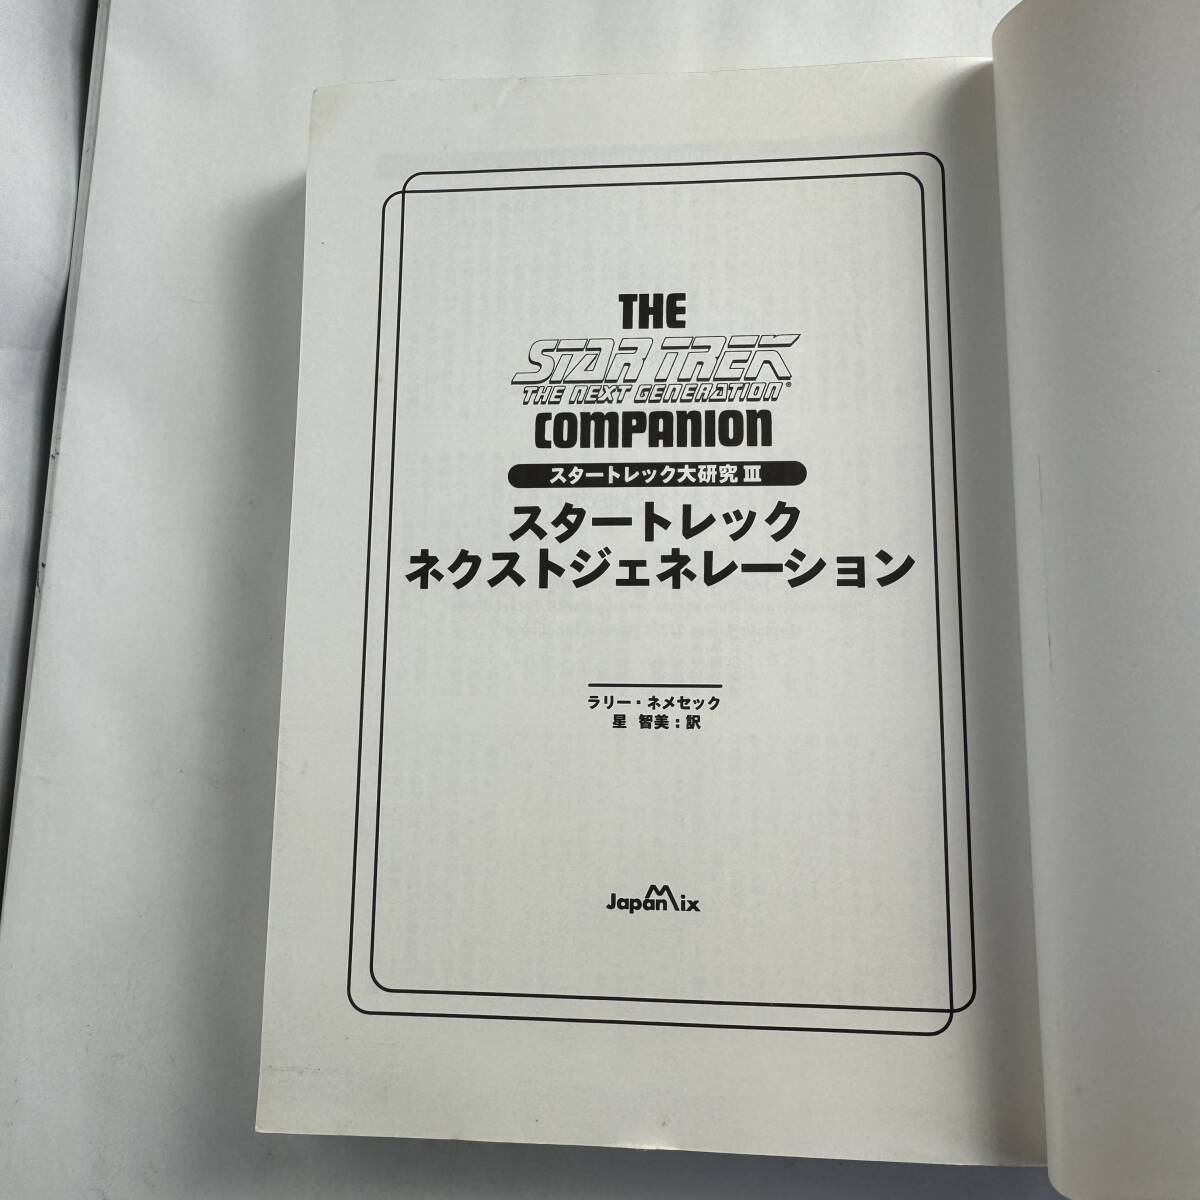 THE
STAR TREK
THE NEXT GENERATION®
COMPANION
スタートレック大研究 III
スタートレック
ネクストジェネレーション
ラリー・ネメセック
星 智美：訳
JapanMix